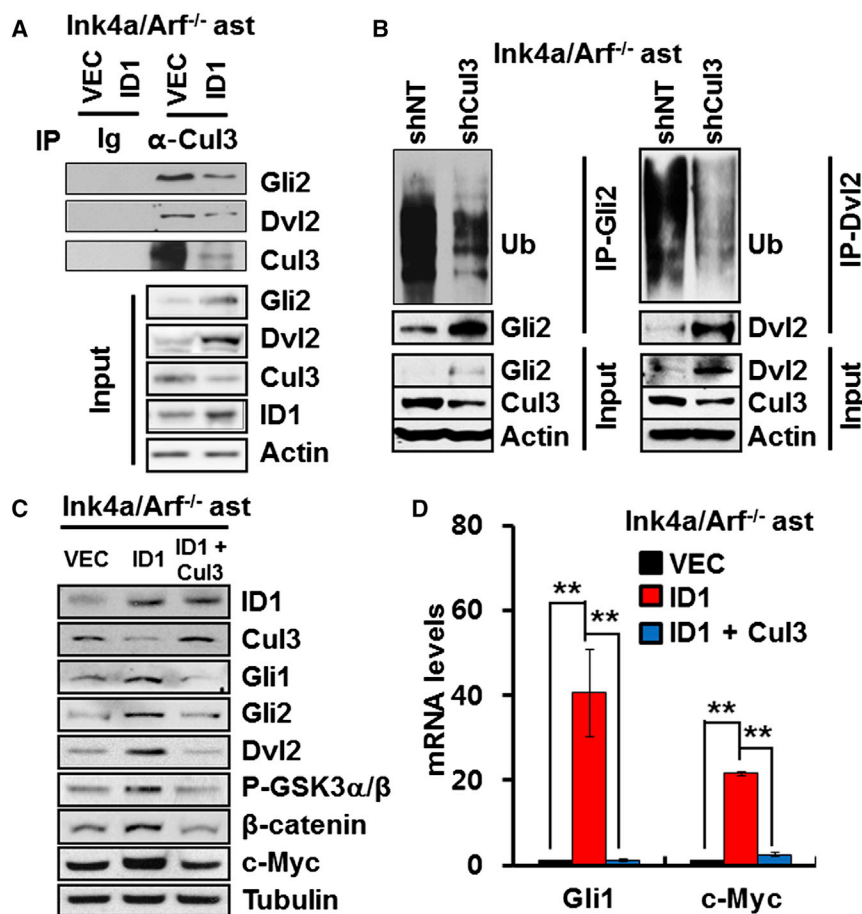 A
Ink4a/Arf-/- ast
VEC
ID1
VEC
ID1
IP Ig α-Cul3
Gli2
Dvl2
Cul3
Input
Gli2
Dvl2
Cul3
ID1
Actin
B
Ink4a/Arf-/- ast
shNT
shCul3
Ub
IP-Gli2
Gli2
Gli2
Cul3
Actin
Input
shNT
shCul3
Ub
IP-Dvl2
Dvl2
Dvl2
Cul3
Actin
Input
C
Ink4a/Arf-/- ast
VEC ID1 ID1 +
Cul3
ID1
Cul3
Gli1
Gli2
Dvl2
P-GSK3α/β
β-catenin
c-Myc
Tubulin
D
Ink4a/Arf-/- ast
VEC
ID1
ID1 + Cul3
mRNA levels
80
60
40
20
0
** **
** **
Gli1 c-Myc